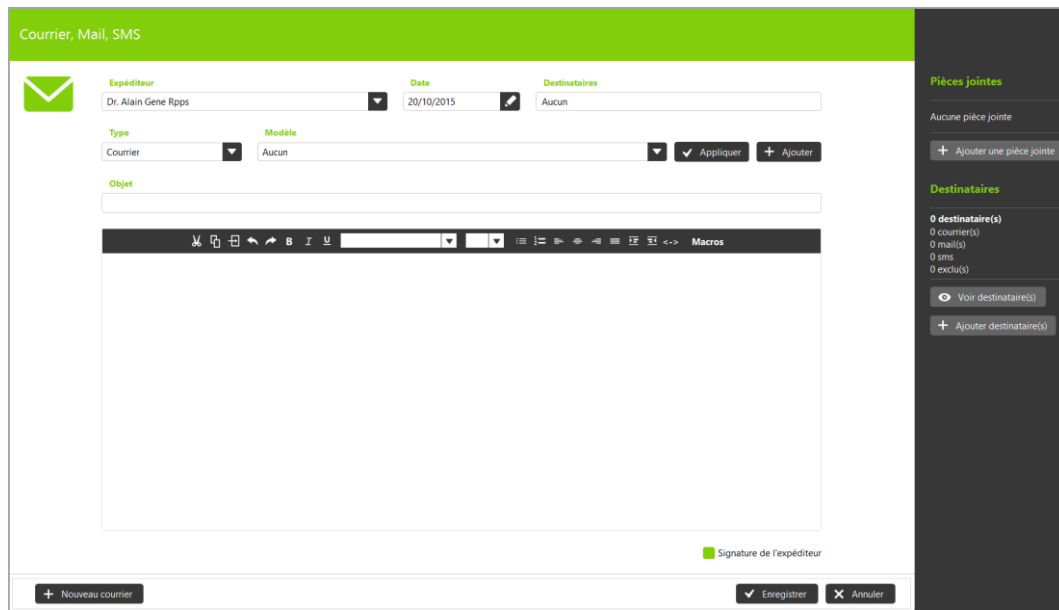 Courrier, Mail, SMS
Expéditeur
Date
Destinataires
Dr. Alain Gene Rpps
20/10/2015
Aucun
Type
Modèle
Courrier
Aucun
Appliquer
Ajouter
Objet
B I U
<-> Macros
Signature de l'expéditeur
Nouveau courrier
Enregistrer
Annuler
Pièces jointes
Aucune pièce jointe
Ajouter une pièce jointe
Destinataires
0 destinataire(s)
0 courrier(s)
0 mail(s)
0 sms
0 exclu(s)
Voir destinataire(s)
Ajouter destinataire(s)